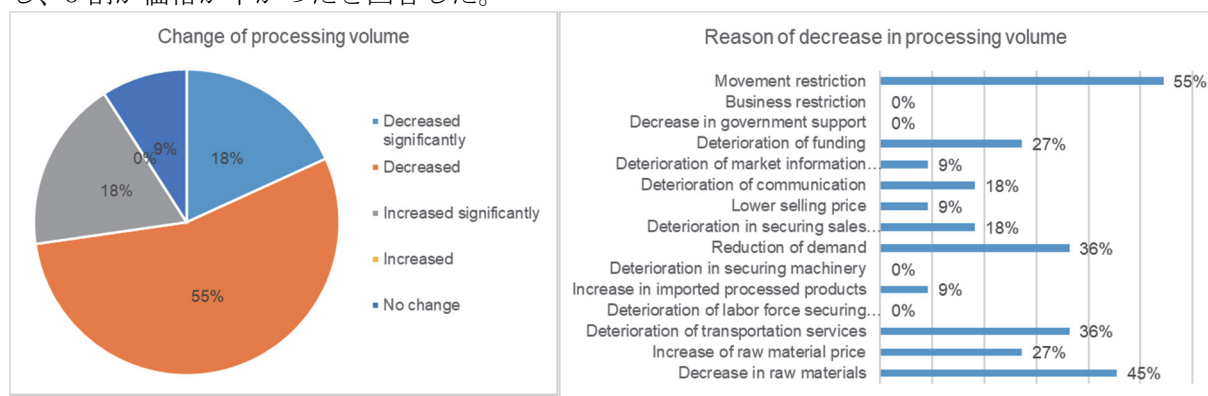 Change of processing volume
9%
0%
18%
18%
55%
Decreased
significantly
Decreased
Increased significantly
Increased
No change
Reason of decrease in processing volume
Movement restriction 55%
Business restriction 0%
Decrease in government support 0%
Deterioration of funding 27%
Deterioration of market information… 9%
Deterioration of communication 18%
Lower selling price 9%
Deterioration in securing sales… 18%
Reduction of demand 36%
Deterioration in securing machinery 0%
Increase in imported processed products 9%
Deterioration of labor force securing… 0%
Deterioration of transportation services 36%
Increase of raw material price 27%
Decrease in raw materials 45%